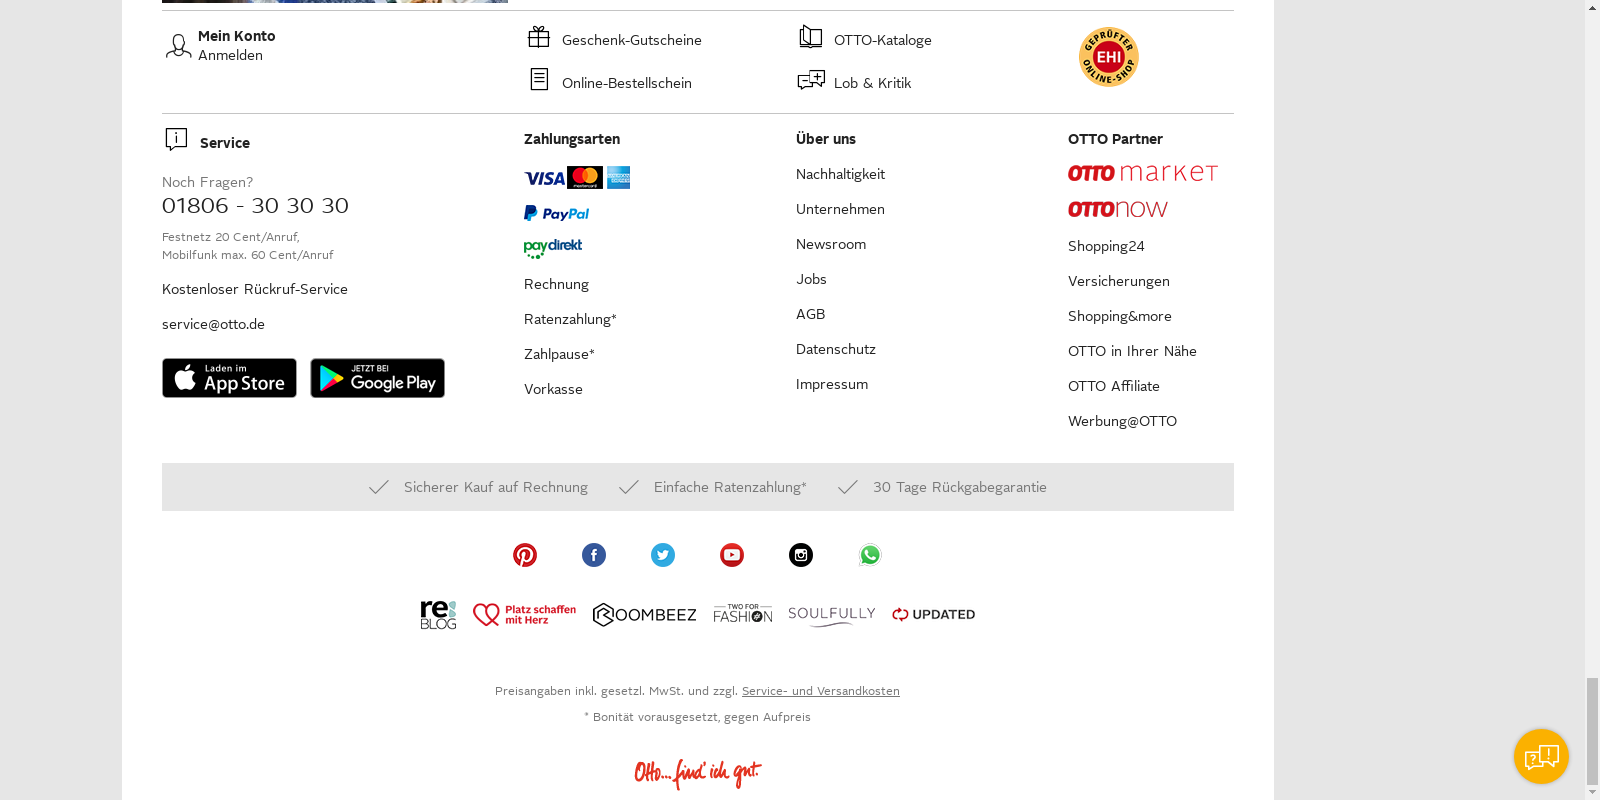 Mein Konto
Anmelden
Geschenk-Gutscheine
Online-Bestellschein
OTTO-Kataloge
Lob & Kritik
GEPRÜFTER
EHI
ONLINE-SHOP
Service
Noch Fragen?
01806 - 30 30 30
Festnetz 20 Cent/Anruf,
Mobilfunk max. 60 Cent/Anruf
Kostenloser Rückruf-Service
service@otto.de
Laden im
App Store
JETZT BEI
Google Play
Zahlungsarten
VISA
mastercard
AMERICAN EXPRESS
PayPal
paydirekt
Rechnung
Ratenzahlung*
Zahlpause*
Vorkasse
Über uns
Nachhaltigkeit
Unternehmen
Newsroom
Jobs
AGB
Datenschutz
Impressum
OTTO Partner
OTTO market
OTTO now
Shopping24
Versicherungen
Shopping&more
OTTO in Ihrer Nähe
OTTO Affiliate
Werbung@OTTO
Sicherer Kauf auf Rechnung
Einfache Ratenzahlung*
30 Tage Rückgabegarantie
re:
BLOG
Platz schaffen
mit Herz
ROOMBEEZ
TWO FOR
FASHION
SOULFULLY
UPDATED
Preisangaben inkl. gesetzl. MwSt. und zzgl. Service- und Versandkosten
* Bonität vorausgesetzt, gegen Aufpreis
Otto... find' ich gut.